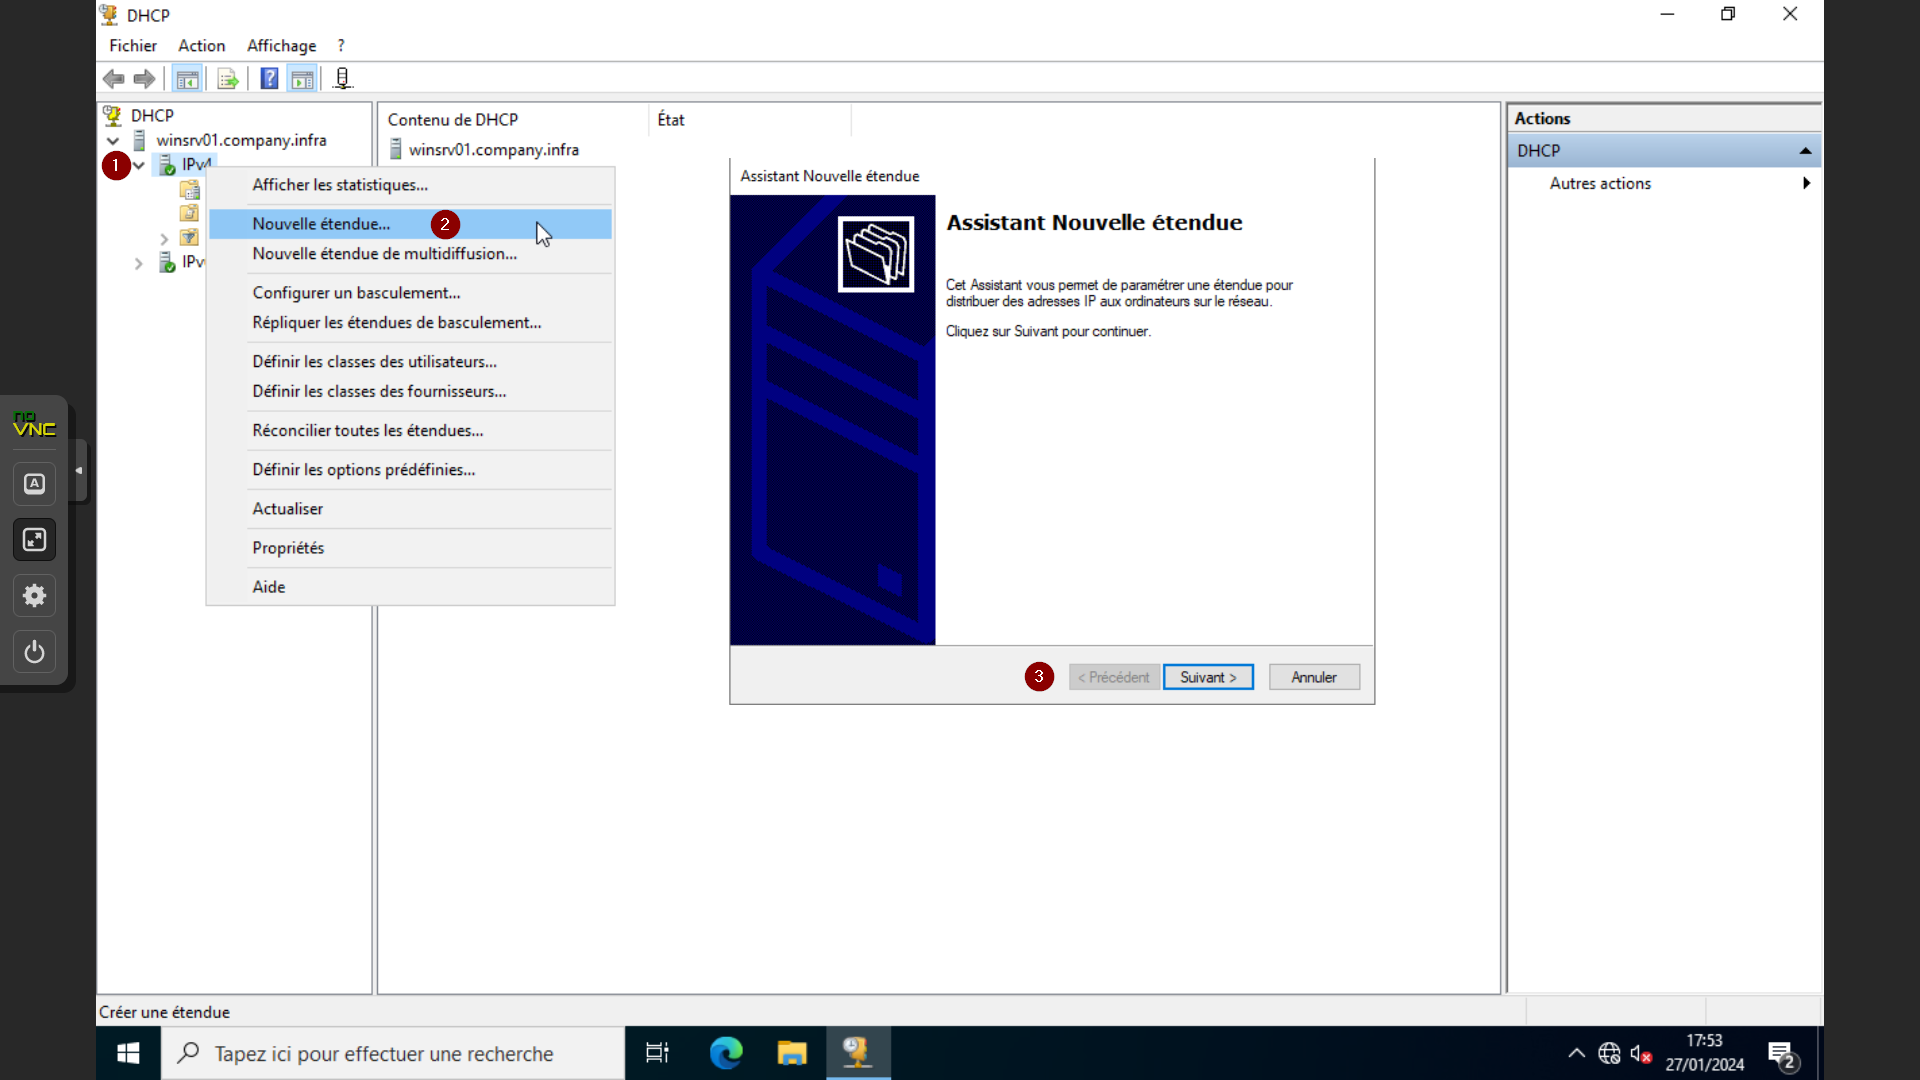 DHCP
Fichier Action Affichage ?
DHCP
winsrv01.company.infra
1 IPv4
Contenu de DHCP État
winsrv01.company.infra
Actions
DHCP
Autres actions
Afficher les statistiques...
Nouvelle étendue... 2
Nouvelle étendue de multidiffusion...
Configurer un basculement...
Répliquer les étendues de basculement...
Définir les classes des utilisateurs...
Définir les classes des fournisseurs...
Réconcilier toutes les étendues...
Définir les options prédéfinies...
Actualiser
Propriétés
Aide
Assistant Nouvelle étendue
Assistant Nouvelle étendue
Cet Assistant vous permet de paramétrer une étendue pour
distribuer des adresses IP aux ordinateurs sur le réseau.
Cliquez sur Suivant pour continuer.
3 < Précédent Suivant > Annuler
no
VNC
A
Créer une étendue
Tapez ici pour effectuer une recherche
17:53
27/01/2024
2